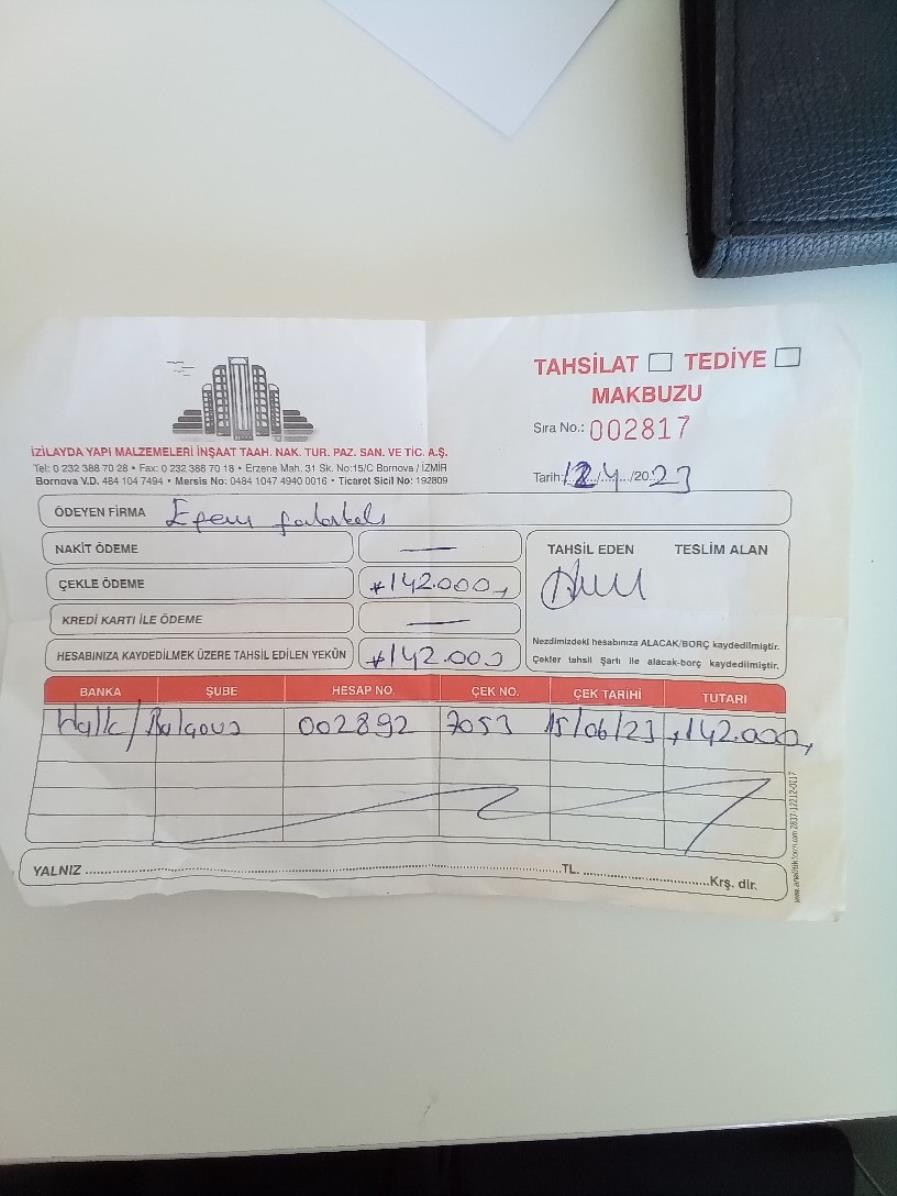 TAHSİLAT TEDİYE
MAKBUZU
Sıra No.: 002817
Tarih: 12/4/2023
İZİLAYDA YAPI MALZEMELERİ İNŞAAT TAAH. NAK. TUR. PAZ. SAN. VE TİC. A.Ş.
Tel: 0 232 388 70 28 • Fax: 0 232 388 70 18 • Erzene Mah. 31 Sk. No:15/C Bornova / İZMİR
Bornova V.D. 484 104 7494 • Mersis No: 0484 1047 4940 0016 • Ticaret Sicil No: 192809
ÖDEYEN FİRMA
NAKİT ÖDEME —
ÇEKLE ÖDEME #142.000,
KREDİ KARTI İLE ÖDEME —
HESABINIZA KAYDEDİLMEK ÜZERE TAHSİL EDİLEN YEKÛN #142.000
TAHSİL EDEN TESLİM ALAN
Nezdimizdeki hesabınıza ALACAK/BORÇ kaydedilmiştir.
Çekler tahsil Şartı ile alacak-borç kaydedilmiştir.
BANKA ŞUBE HESAP NO. ÇEK NO. ÇEK TARİHİ TUTARI
Halk/ 002892 7053 15/06/23 142.000,
YALNIZ ........ TL. ........ Krş. dir.